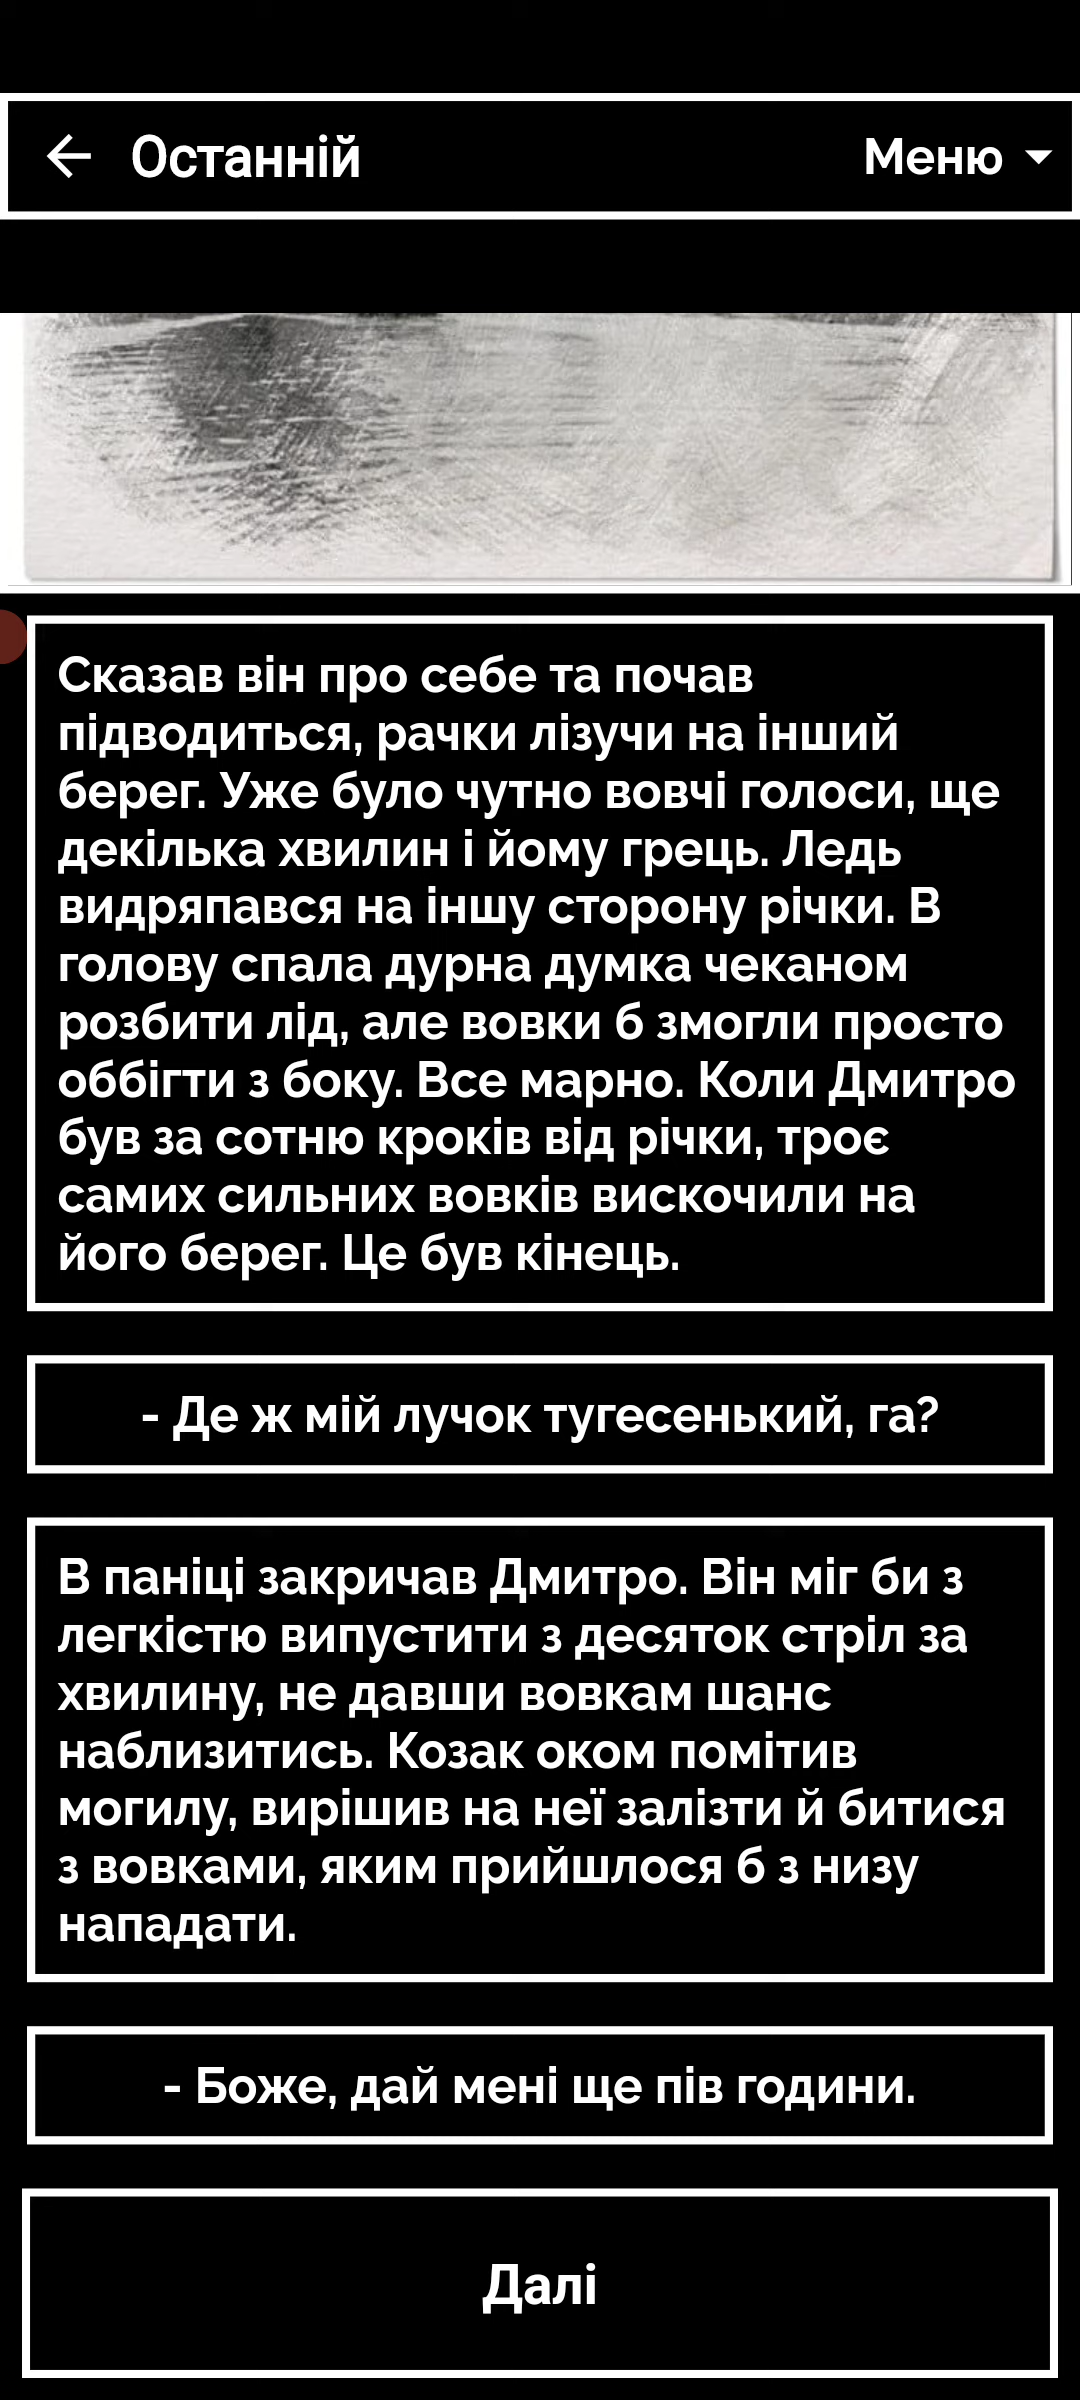 Останній
Меню
Сказав він про себе та почав
підводиться, рачки лізучи на інший
берег. Уже було чутно вовчі голоси, ще
декілька хвилин і йому грець. Ледь
видряпався на іншу сторону річки. В
голову спала дурна думка чеканом
розбити лід, але вовки б змогли просто
оббігти з боку. Все марно. Коли Дмитро
був за сотню кроків від річки, троє
самих сильних вовків вискочили на
його берег. Це був кінець.
- Де ж мій лучок тугесенький, га?
В паніці закричав Дмитро. Він міг би з
легкістю випустити з десяток стріл за
хвилину, не давши вовкам шанс
наблизитись. Козак оком помітив
могилу, вирішив на неї залізти й битися
з вовками, яким прийшлося б з низу
нападати.
- Боже, дай мені ще пів години.
Далі